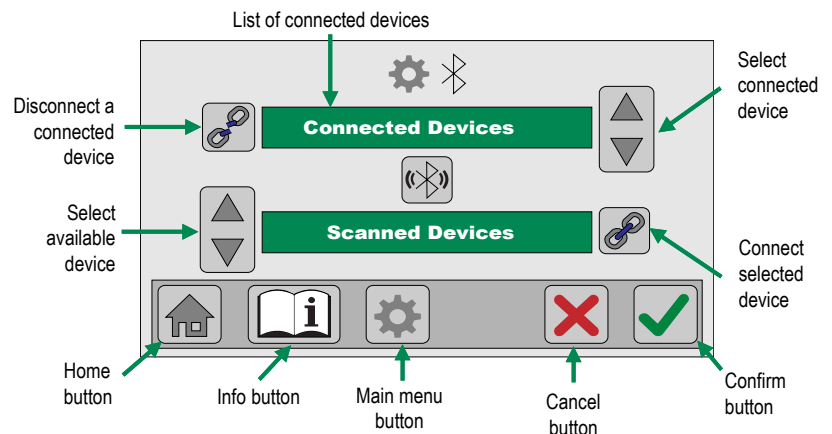 List of connected devices
Select
connected
device
Disconnect a
connected
device
Connected Devices
Select
available
device
Scanned Devices
Connect
selected
device
i
Home
button
Info button
Main menu
button
Cancel
button
Confirm
button